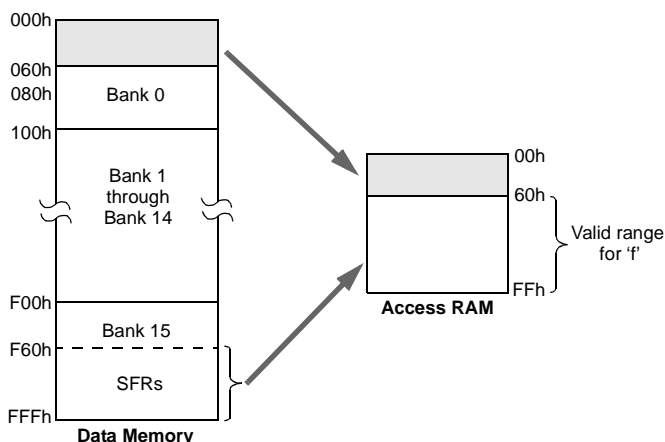 000h
060h
080h
Bank 0
100h
Bank 1
through
Bank 14
F00h
Bank 15
F60h
SFRs
FFFh
Data Memory
00h
60h
Valid range
for ‘f’
FFh
Access RAM